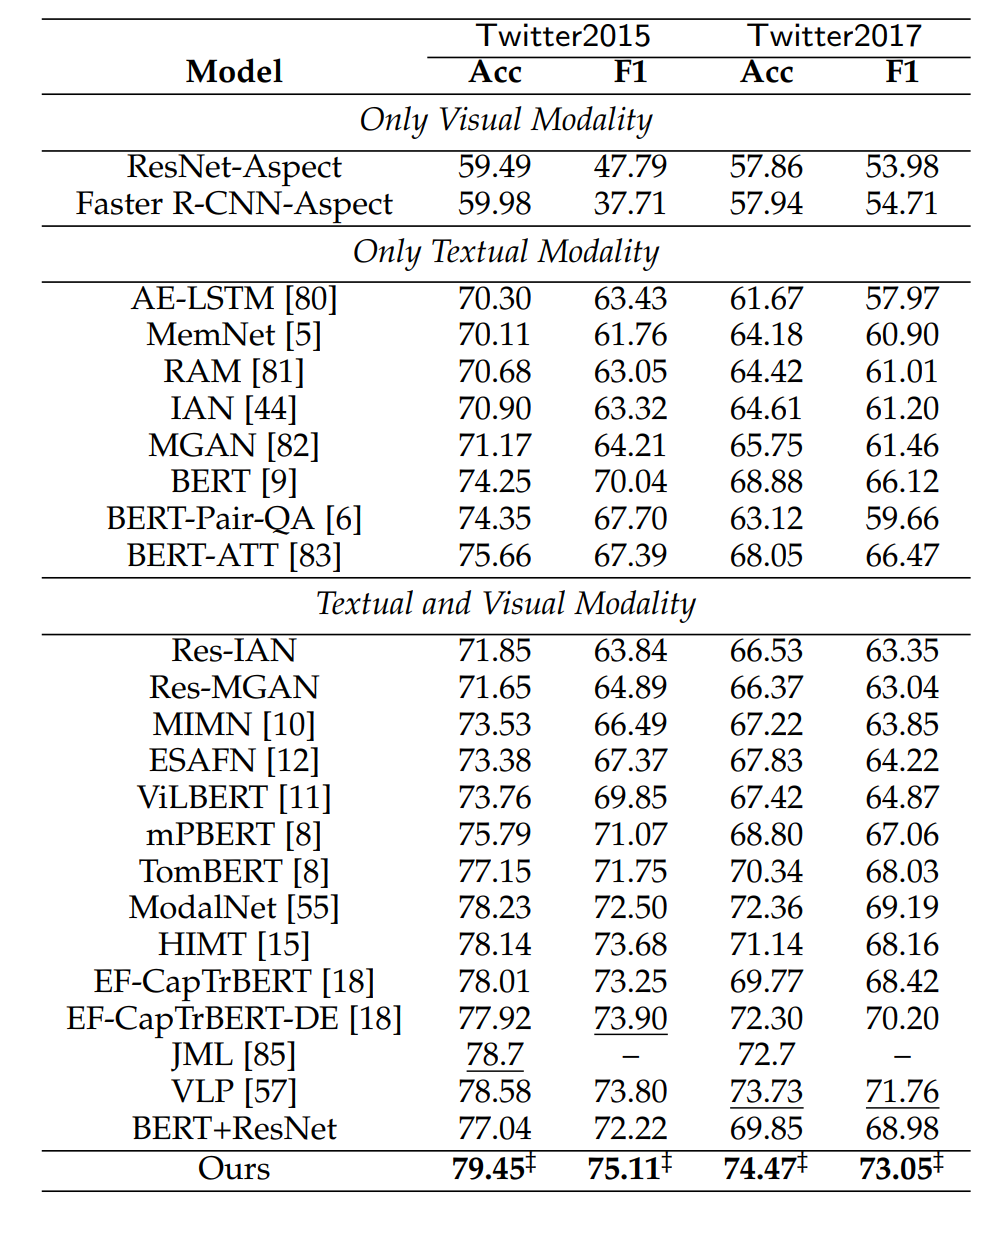 Twitter2015 Twitter2017
Model Acc F1 Acc F1
Only Visual Modality
ResNet-Aspect 59.49 47.79 57.86 53.98
Faster R-CNN-Aspect 59.98 37.71 57.94 54.71
Only Textual Modality
AE-LSTM [80] 70.30 63.43 61.67 57.97
MemNet [5] 70.11 61.76 64.18 60.90
RAM [81] 70.68 63.05 64.42 61.01
IAN [44] 70.90 63.32 64.61 61.20
MGAN [82] 71.17 64.21 65.75 61.46
BERT [9] 74.25 70.04 68.88 66.12
BERT-Pair-QA [6] 74.35 67.70 63.12 59.66
BERT-ATT [83] 75.66 67.39 68.05 66.47
Textual and Visual Modality
Res-IAN 71.85 63.84 66.53 63.35
Res-MGAN 71.65 64.89 66.37 63.04
MIMN [10] 73.53 66.49 67.22 63.85
ESAFN [12] 73.38 67.37 67.83 64.22
ViLBERT [11] 73.76 69.85 67.42 64.87
mPBERT [8] 75.79 71.07 68.80 67.06
TomBERT [8] 77.15 71.75 70.34 68.03
ModalNet [55] 78.23 72.50 72.36 69.19
HIMT [15] 78.14 73.68 71.14 68.16
EF-CapTrBERT [18] 78.01 73.25 69.77 68.42
EF-CapTrBERT-DE [18] 77.92 73.90 72.30 70.20
JML [85] 78.7 – 72.7 –
VLP [57] 78.58 73.80 73.73 71.76
BERT+ResNet 77.04 72.22 69.85 68.98
Ours 79.45‡ 75.11‡ 74.47‡ 73.05‡